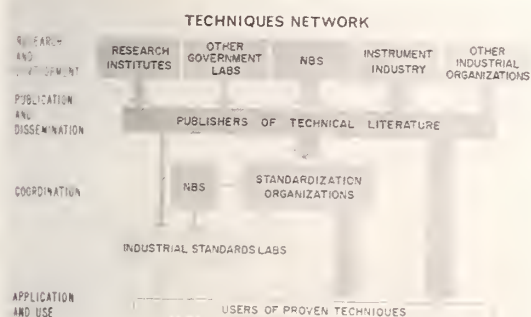 TECHNIQUES NETWORK
RESEARCH
AND
DEVELOPMENT
RESEARCH
INSTITUTES
OTHER
GOVERNMENT
LABS
NBS
INSTRUMENT
INDUSTRY
OTHER
INDUSTRIAL
ORGANIZATIONS
PUBLICATION
AND
DISSEMINATION
PUBLISHERS OF TECHNICAL LITERATURE
COORDINATION
NBS
STANDARDIZATION
ORGANIZATIONS
INDUSTRIAL STANDARDS LABS
APPLICATION
AND USE
USERS OF PROVEN TECHNIQUES